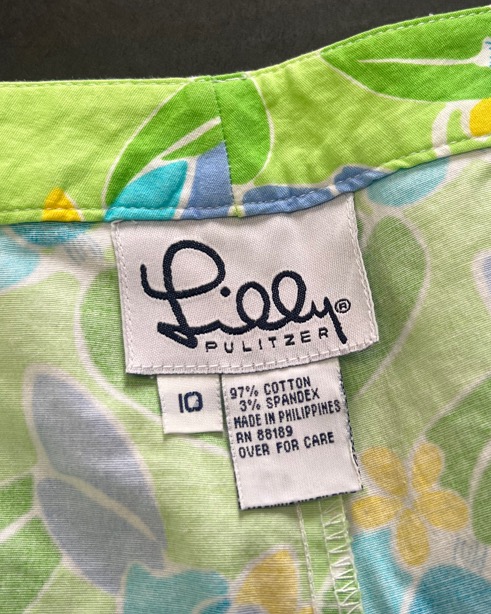 Lilly®
PULITZER
10
97% COTTON
3% SPANDEX
MADE IN PHILIPPINES
RN 88189
OVER FOR CARE